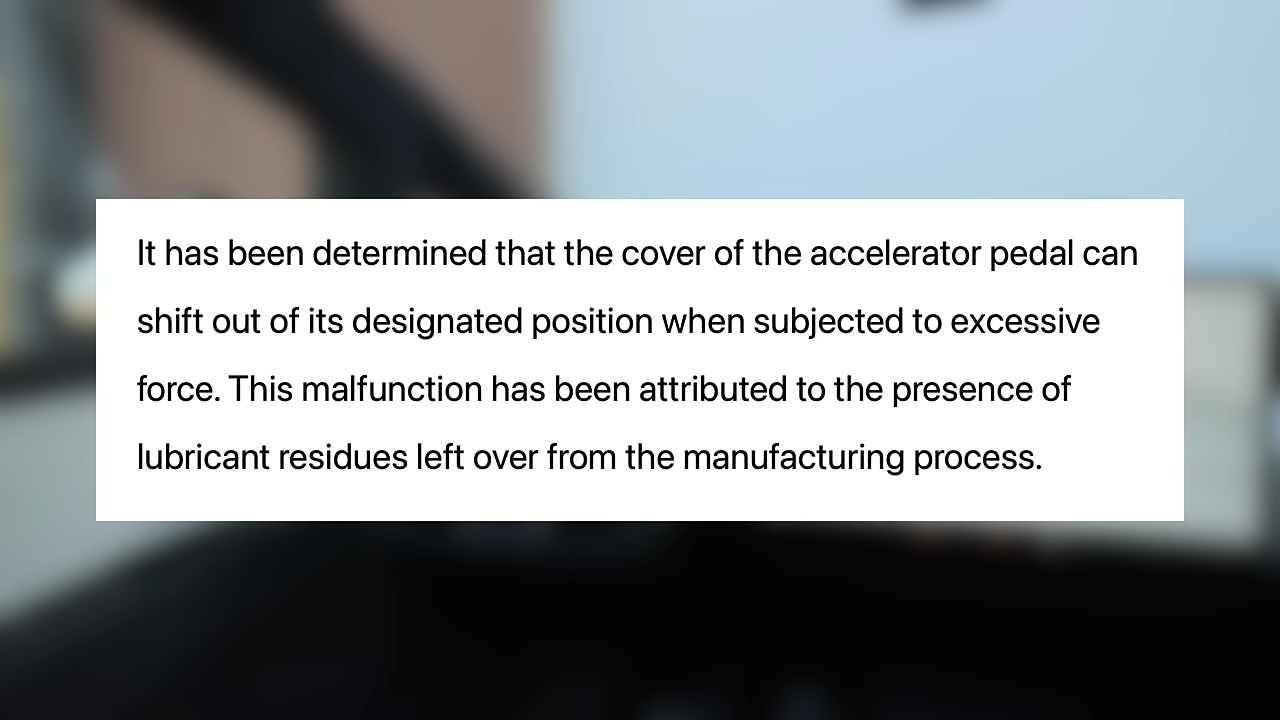 It has been determined that the cover of the accelerator pedal can
shift out of its designated position when subjected to excessive
force. This malfunction has been attributed to the presence of
lubricant residues left over from the manufacturing process.